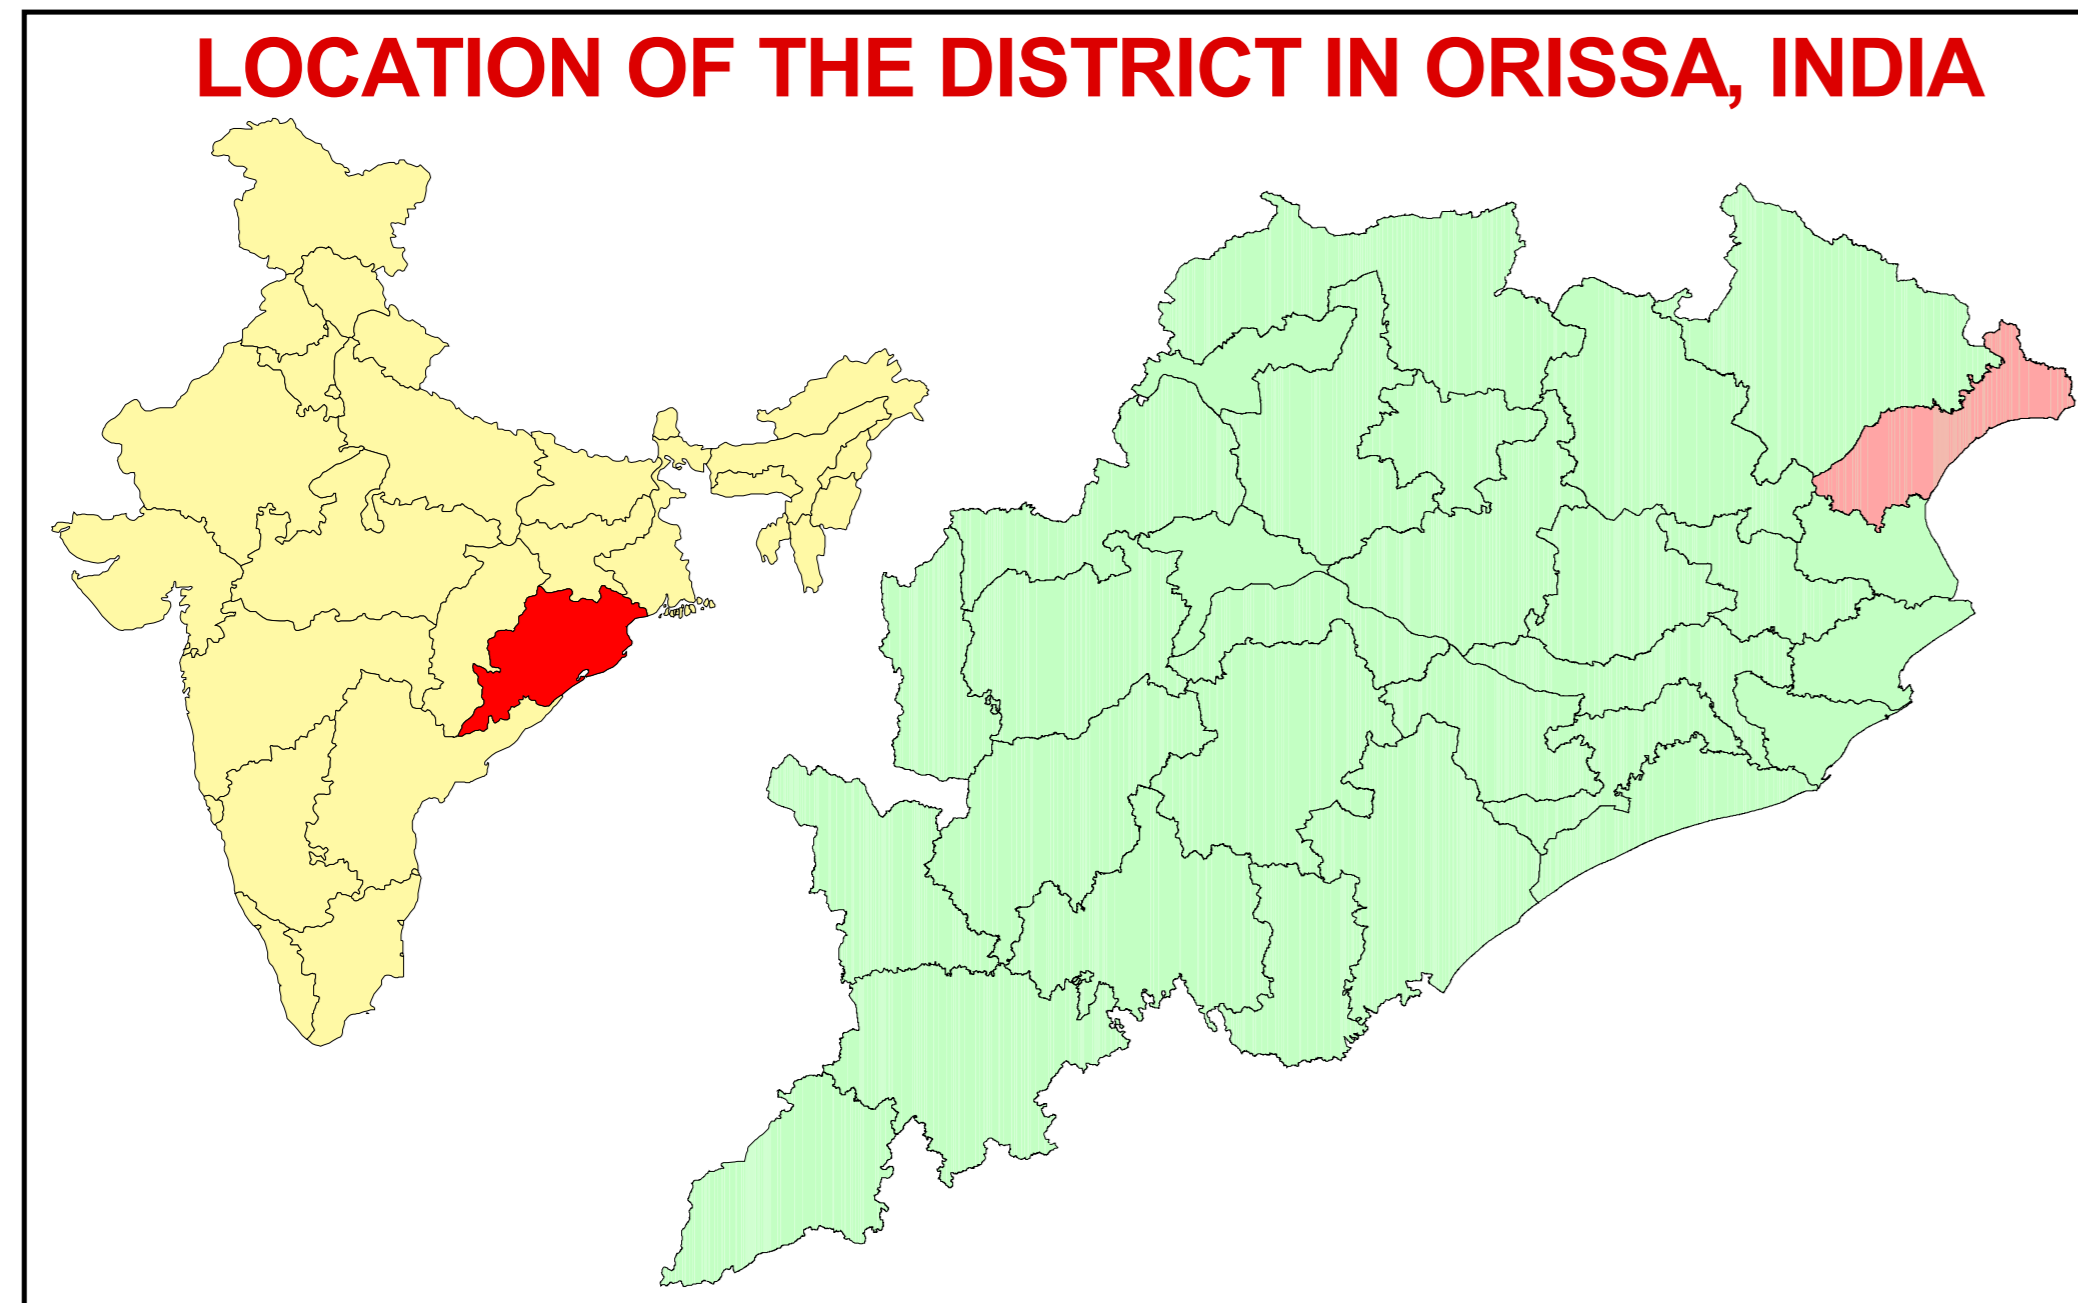 LOCATION OF THE DISTRICT IN ORISSA, INDIA